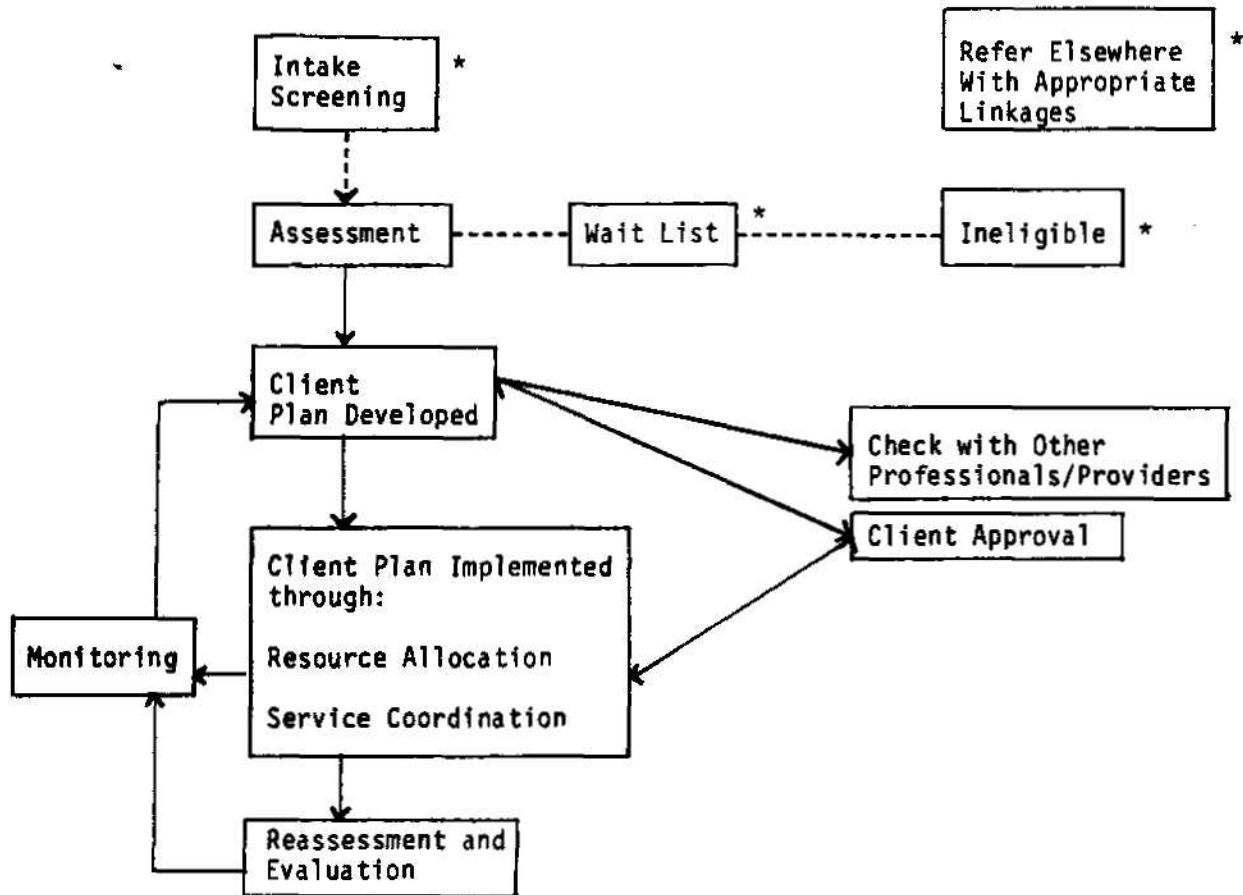 Intake
Screening
*
Refer Elsewhere
With Appropriate
Linkages
*
Assessment
Wait List
*
Ineligible
*
Client
Plan Developed
Check with Other
Professionals/Providers
Client Approval
Client Plan Implemented
through:
Resource Allocation
Service Coordination
Monitoring
Reassessment and
Evaluation